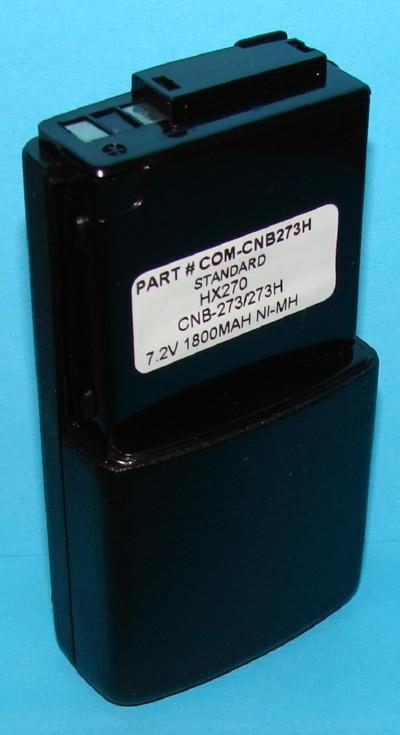 PART # COM-CNB273H
STANDARD
HX270
CNB-273/273H
7.2V 1800MAH NI-MH